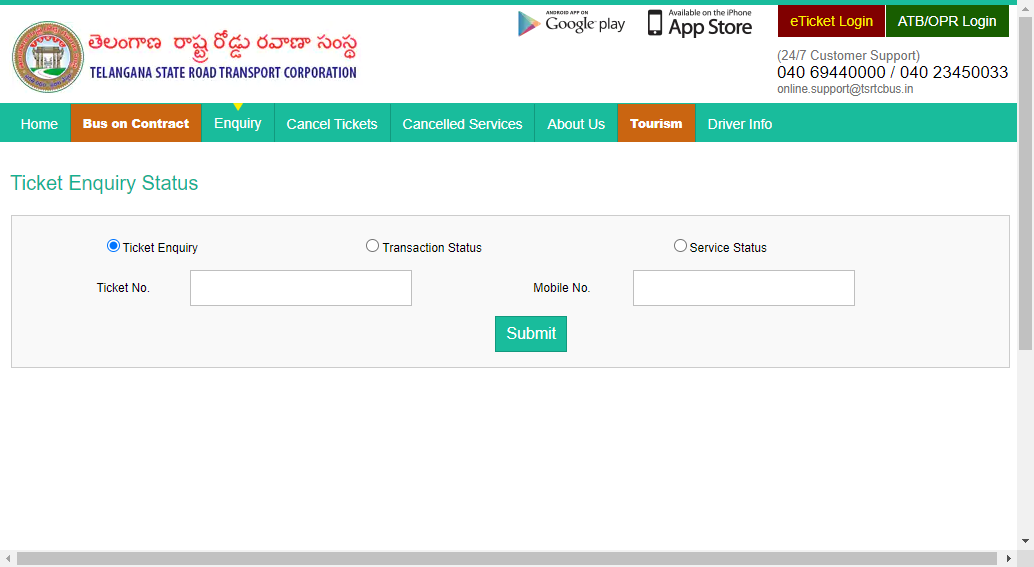 తెలంగాణ రాష్ట్ర రోడ్డు రవాణా సంస్థ
TELANGANA STATE ROAD TRANSPORT CORPORATION
ANDROID APP ON
Google play
Available on the iPhone
App Store
eTicket Login
ATB/OPR Login
(24/7 Customer Support)
040 69440000 / 040 23450033
online.support@tsrtcbus.in
Home
Bus on Contract
Enquiry
Cancel Tickets
Cancelled Services
About Us
Tourism
Driver Info
Ticket Enquiry Status
Ticket Enquiry
Transaction Status
Service Status
Ticket No.
Mobile No.
Submit